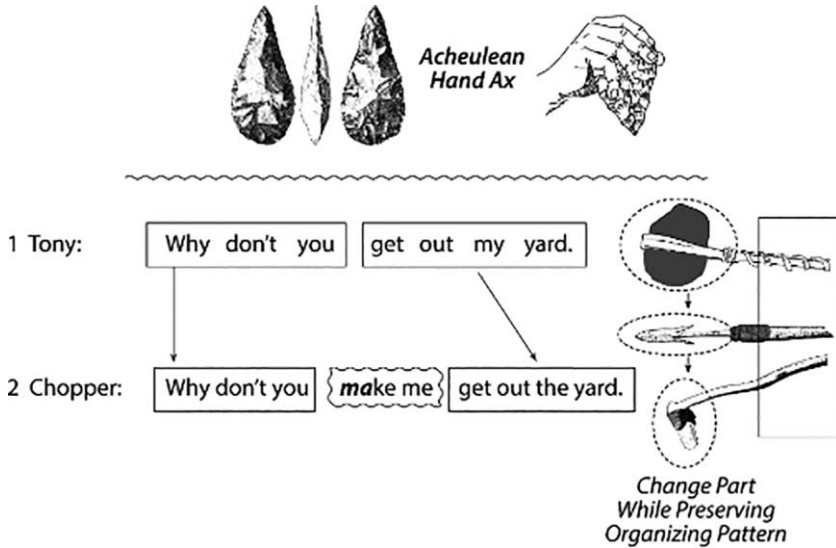 Acheulean
Hand Ax
1 Tony: Why don't you get out my yard.
2 Chopper: Why don't you make me get out the yard.
Change Part
While Preserving
Organizing Pattern